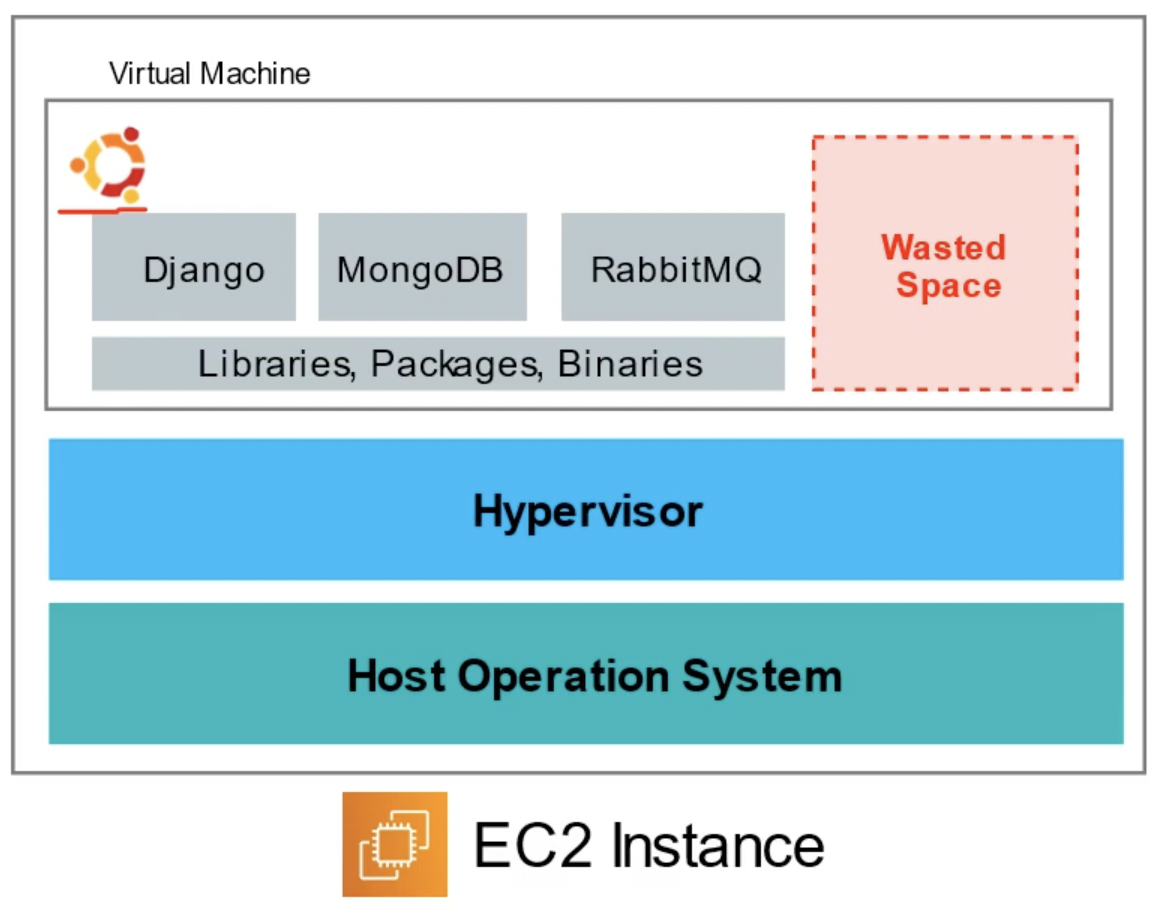 Virtual Machine
Django
MongoDB
RabbitMQ
Wasted
Space
Libraries, Packages, Binaries
Hypervisor
Host Operation System
EC2 Instance